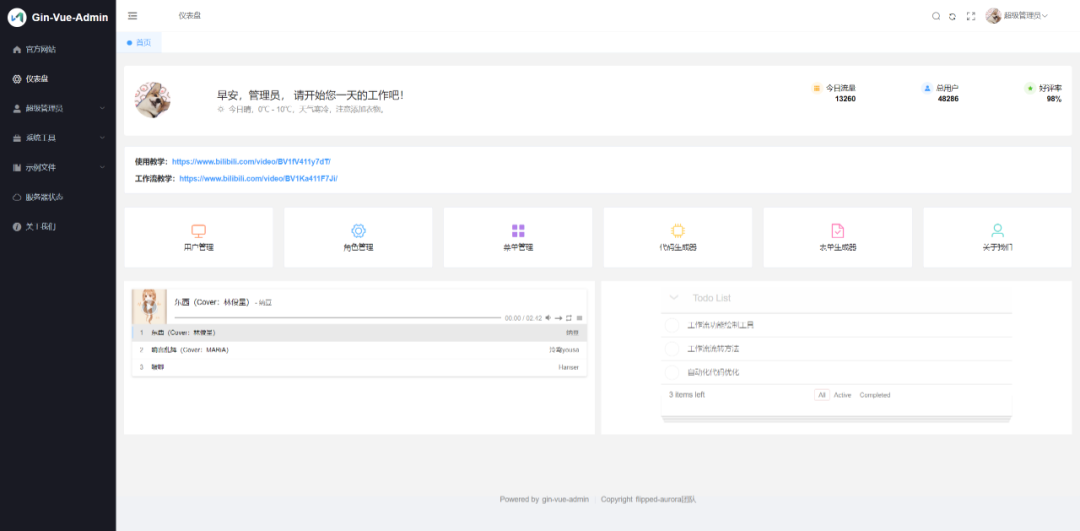 Gin-Vue-Admin
仪表盘
超级管理员
官方网站
首页
仪表盘
超级管理员
系统工具
示例文件
服务器状态
关于我们
早安，管理员， 请开始您一天的工作吧！
今日晴，0℃ - 10℃，天气寒冷，注意添加衣物。
今日流量
13260
总用户
48286
好评率
98%
使用教学：https://www.bilibili.com/video/BV1fV411y7dT/
工作流教学：https://www.bilibili.com/video/BV1Ka411F7Ji/
用户管理
角色管理
菜单管理
代码生成器
表单生成器
关于我们
东西（Cover：林俊呈） - 纳豆
00:00 / 02:42
1 东西（Cover：林俊呈） 纳豆
2 (Cover：MARiA) 泠鸢yousa
3 Hanser
Todo List
工作流功能绘制工具
工作流流转方法
自动化代码优化
3 items left
All Active Completed
Powered by gin-vue-admin Copyright flipped-aurora团队